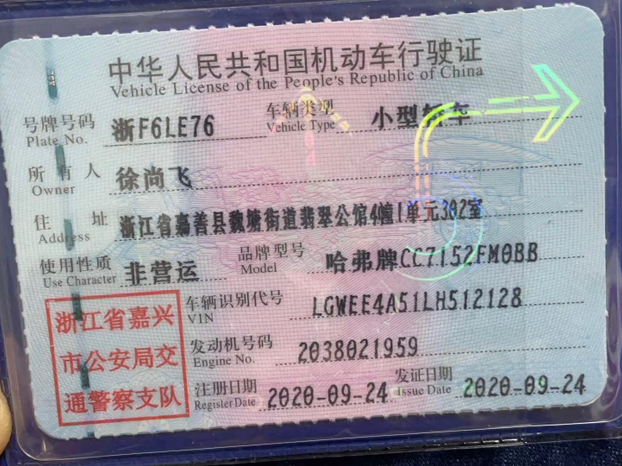 中华人民共和国机动车行驶证
Vehicle License of the People's Republic of China
号牌号码 浙F6LE76 车辆类型 小型轿车
Plate No. Vehicle Type
所有人 徐尚飞
Owner
住址 浙江省嘉善县魏塘街道翡翠公馆4幢1单元302室
Address
使用性质 非营运 品牌型号 哈弗牌CC7152FM0BB
Use Character Model
浙江省嘉兴
市公安局交
通警察支队
车辆识别代号 LGWEF4A51LH512128
VIN
发动机号码 2038021959
Engine No.
注册日期 2020-09-24 发证日期 2020-09-24
Register Date Issue Date